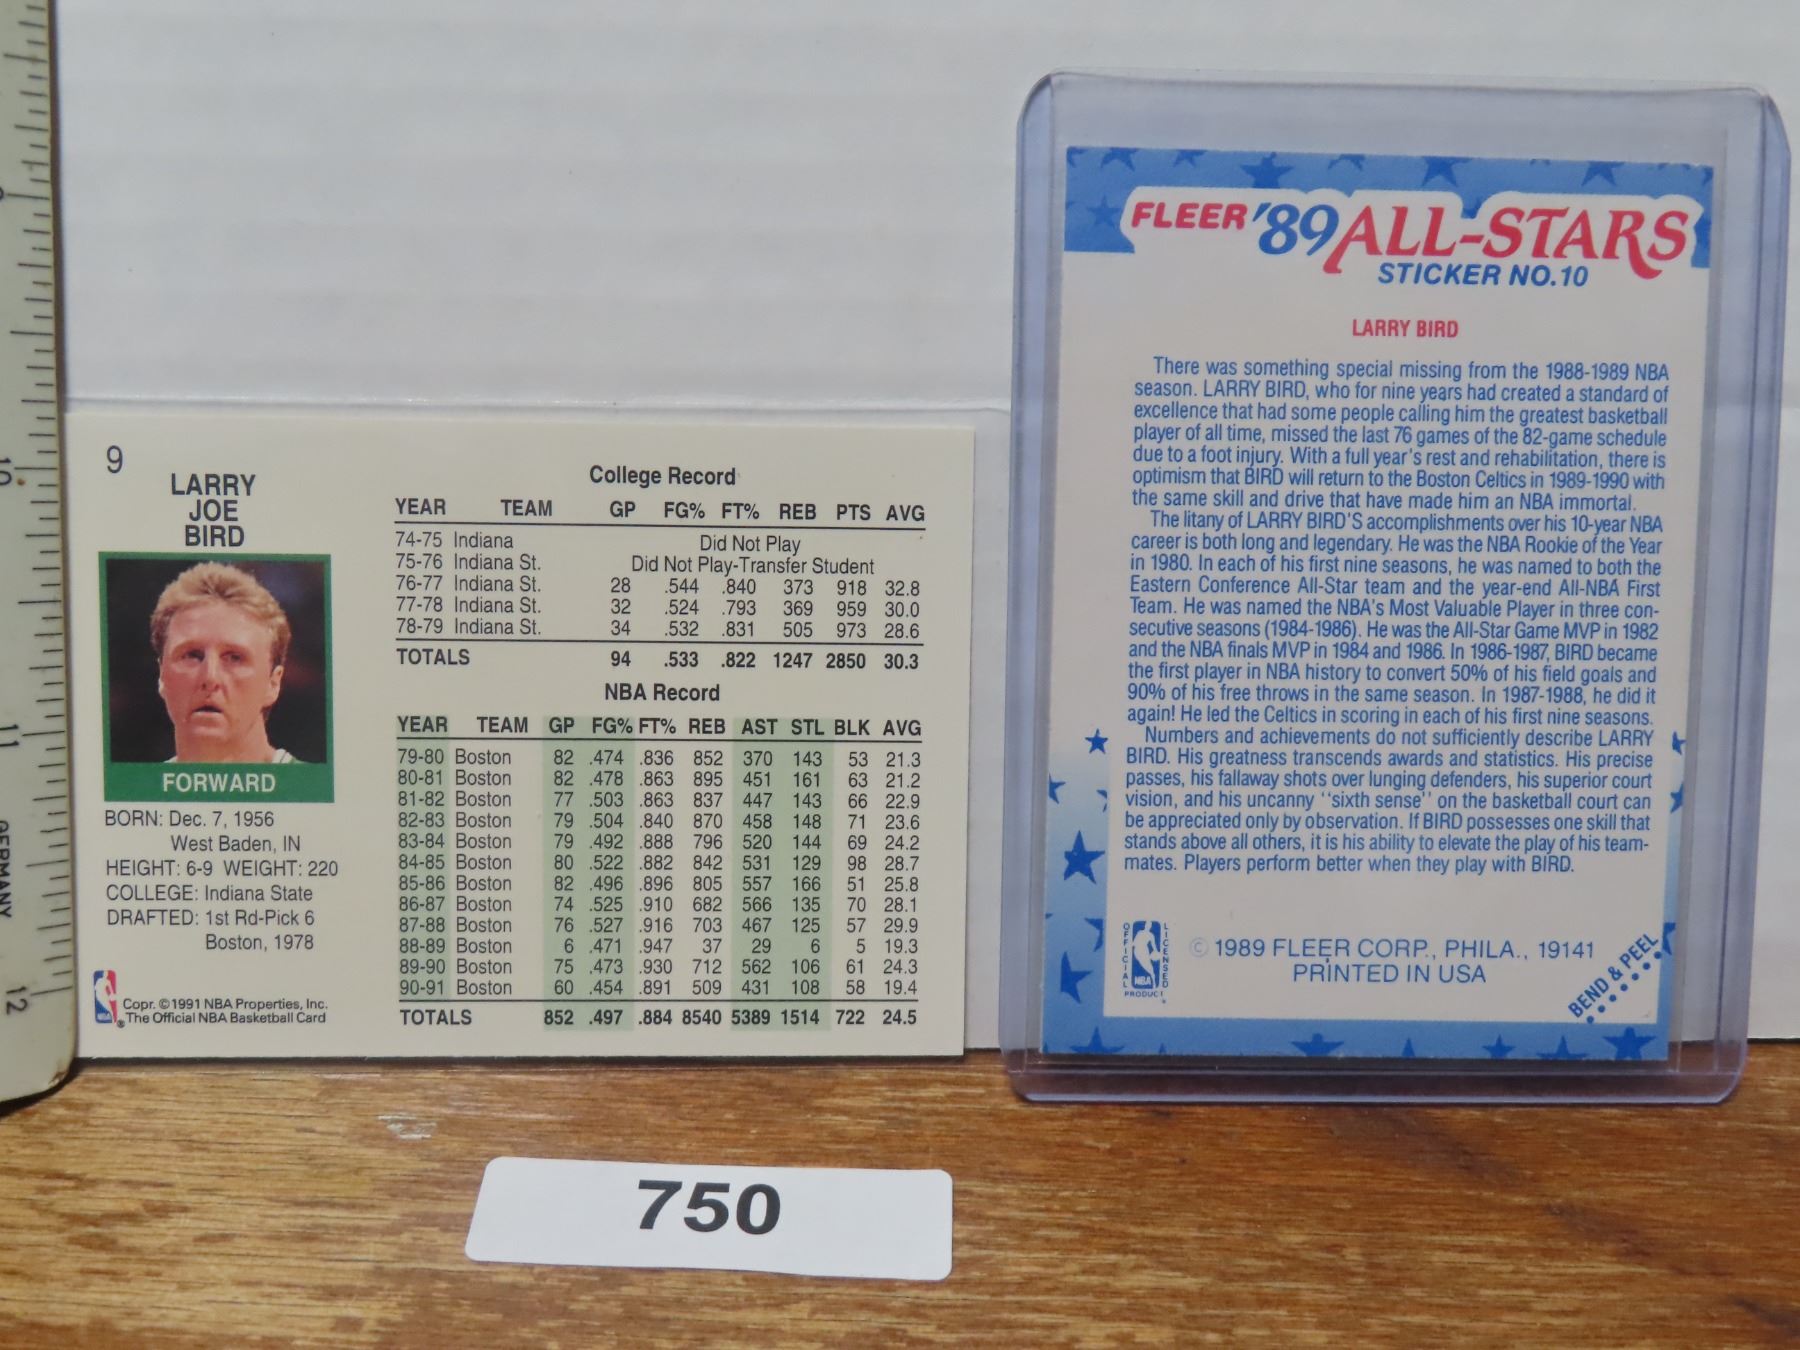 9
LARRY
JOE
BIRD
FORWARD
BORN: Dec. 7, 1956
West Baden, IN
HEIGHT: 6-9 WEIGHT: 220
COLLEGE: Indiana State
DRAFTED: 1st Rd-Pick 6
Boston, 1978
NBA
Copr. ©1991 NBA Properties, Inc.
® The Official NBA Basketball Card
College Record
YEAR TEAM GP FG% FT% REB PTS AVG
74-75 Indiana Did Not Play
75-76 Indiana St. Did Not Play-Transfer Student
76-77 Indiana St. 28 .544 .840 373 918 32.8
77-78 Indiana St. 32 .524 .793 369 959 30.0
78-79 Indiana St. 34 .532 .831 505 973 28.6
TOTALS 94 .533 .822 1247 2850 30.3
NBA Record
YEAR TEAM GP FG% FT% REB AST STL BLK AVG
79-80 Boston 82 .474 .836 852 370 143 53 21.3
80-81 Boston 82 .478 .863 895 451 161 63 21.2
81-82 Boston 77 .503 .863 837 447 143 66 22.9
82-83 Boston 79 .504 .840 870 458 148 71 23.6
83-84 Boston 79 .492 .888 796 520 144 69 24.2
84-85 Boston 80 .522 .882 842 531 129 98 28.7
85-86 Boston 82 .496 .896 805 557 166 51 25.8
86-87 Boston 74 .525 .910 682 566 135 70 28.1
87-88 Boston 76 .527 .916 703 467 125 57 29.9
88-89 Boston 6 .471 .947 37 29 6 5 19.3
89-90 Boston 75 .473 .930 712 562 106 61 24.3
90-91 Boston 60 .454 .891 509 431 108 58 19.4
TOTALS 852 .497 .884 8540 5389 1514 722 24.5
FLEER '89 ALL-STARS
STICKER NO.10
LARRY BIRD
There was something special missing from the 1988-1989 NBA
season. LARRY BIRD, who for nine years had created a standard of
excellence that had some people calling him the greatest basketball
player of all time, missed the last 76 games of the 82-game schedule
due to a foot injury. With a full year's rest and rehabilitation, there is
optimism that BIRD will return to the Boston Celtics in 1989-1990 with
the same skill and drive that have made him an NBA immortal.
The litany of LARRY BIRD'S accomplishments over his 10-year NBA
career is both long and legendary. He was the NBA Rookie of the Year
in 1980. In each of his first nine seasons, he was named to both the
Eastern Conference All-Star team and the year-end All-NBA First
Team. He was named the NBA's Most Valuable Player in three con-
secutive seasons (1984-1986). He was the All-Star Game MVP in 1982
and the NBA finals MVP in 1984 and 1986. In 1986-1987, BIRD became
the first player in NBA history to convert 50% of his field goals and
90% of his free throws in the same season. In 1987-1988, he did it
again! He led the Celtics in scoring in each of his first nine seasons.
Numbers and achievements do not sufficiently describe LARRY
BIRD. His greatness transcends awards and statistics. His precise
passes, his fallaway shots over lunging defenders, his superior court
vision, and his uncanny "sixth sense" on the basketball court can
be appreciated only by observation. If BIRD possesses one skill that
stands above all others, it is his ability to elevate the play of his team-
mates. Players perform better when they play with BIRD.
OFFICIAL NBA LICENSED
PRODUCT
© 1989 FLEER CORP., PHILA., 19141
PRINTED IN USA
BEND & PEEL
10
11
12
GERMANY
750